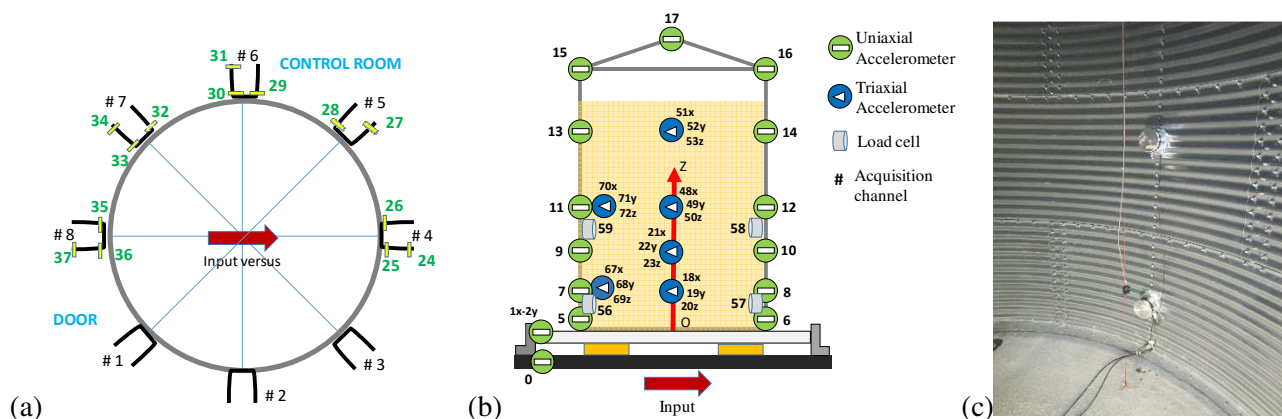 31
# 6
CONTROL ROOM
30
29
# 7
32
34
33
28
# 5
27
35
# 8
37
36
26
# 4
25
24
Input versus
DOOR
# 1
# 2
# 3
(a)
17
15
16
13
51x
52y
53z
14
Z
70x
71y
72z
11
48x
49y
50z
12
59
58
21x
22y
23z
9
10
67x
68y
69z
7
18x
19y
20z
8
56
57
5
O
6
1x-2y
0
Input
(b)
Uniaxial
Accelerometer
Triaxial
Accelerometer
Load cell
# Acquisition
channel
(c)